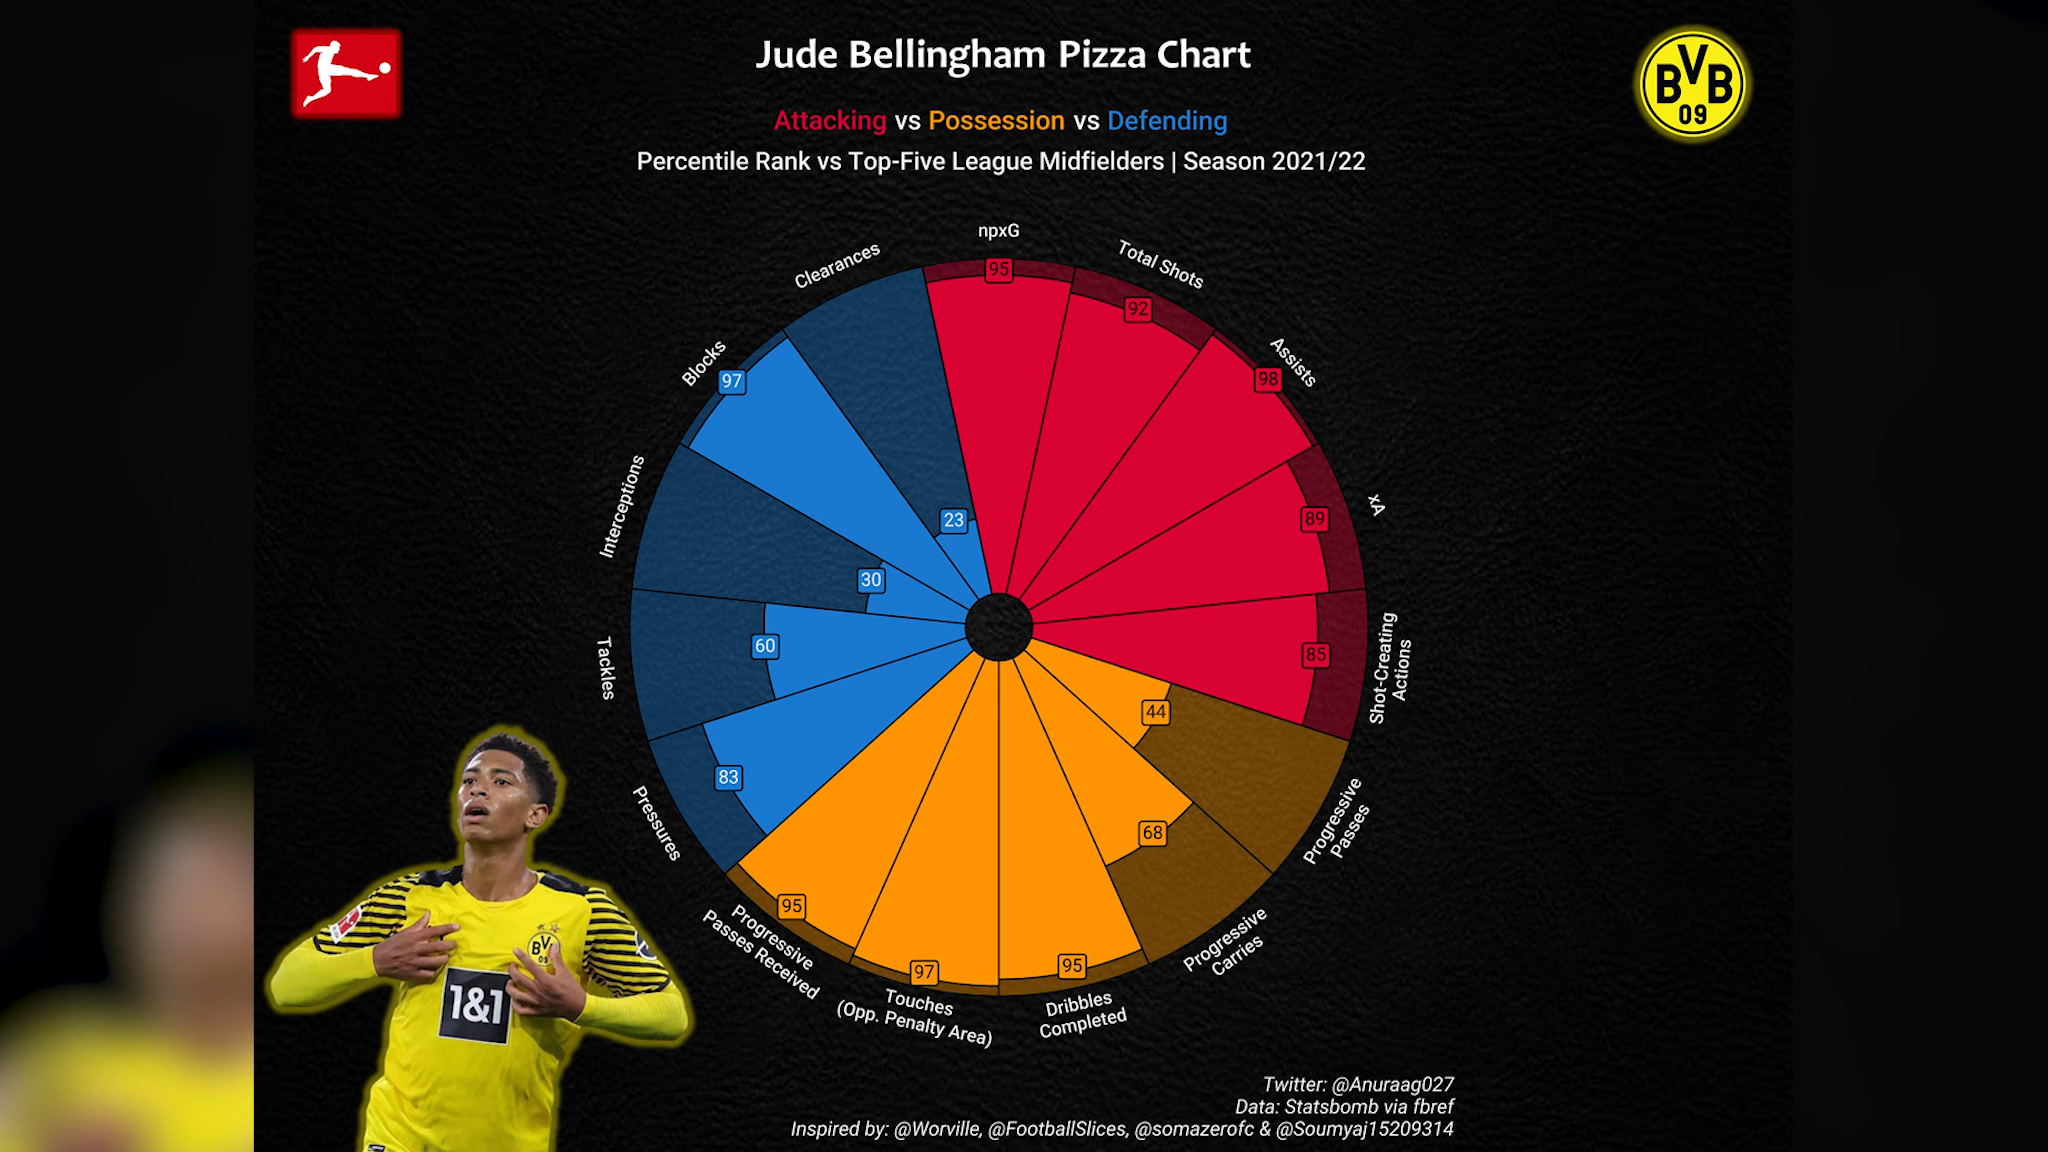 Jude Bellingham Pizza Chart
BVB
09
Attacking vs Possession vs Defending
Percentile Rank vs Top-Five League Midfielders | Season 2021/22
npxG
95
Total Shots
92
Assists
98
xA
89
Shot-Creating
Actions
85
Progressive
Passes
44
Progressive
Carries
68
Dribbles
Completed
95
Touches
(Opp. Penalty Area)
97
Progressive
Passes Received
95
Pressures
83
Tackles
60
Interceptions
30
Blocks
97
Clearances
23
BVB
09
1&1
Twitter: @Anuraag027
Data: Statsbomb via fbref
Inspired by: @Worville, @FootballSlices, @somazerofc & @Soumyaj15209314